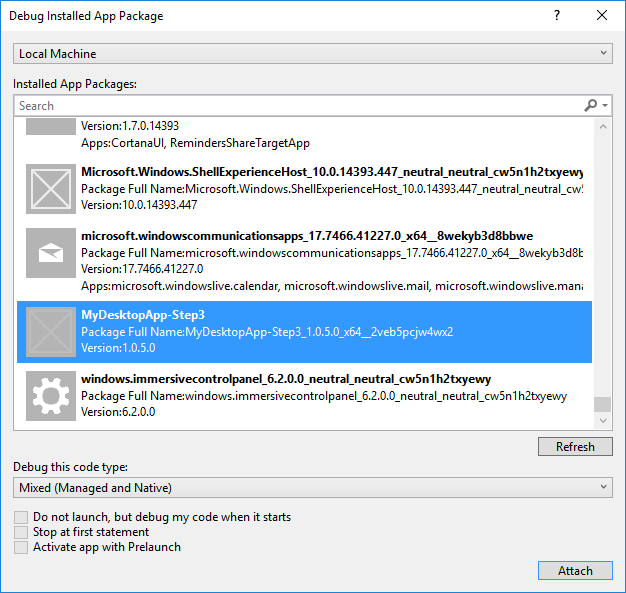 Debug Installed App Package
?
Local Machine
Installed App Packages:
Search
Version:1.7.0.14393
Apps:CortanaUI, RemindersShareTargetApp
Microsoft.Windows.ShellExperienceHost_10.0.14393.447_neutral_neutral_cw5n1h2txyewy
Package Full Name:Microsoft.Windows.ShellExperienceHost_10.0.14393.447_neutral_neutral_cw5
Version:10.0.14393.447
microsoft.windowscommunicationsapps_17.7466.41227.0_x64__8wekyb3d8bbwe
Package Full Name:microsoft.windowscommunicationsapps_17.7466.41227.0_x64__8wekyb3d8b
Version:17.7466.41227.0
Apps:microsoft.windowslive.calendar, microsoft.windowslive.mail, microsoft.windowslive.mana
MyDesktopApp-Step3
Package Full Name:MyDesktopApp-Step3_1.0.5.0_x64__2veb5pcjw4wx2
Version:1.0.5.0
windows.immersivecontrolpanel_6.2.0.0_neutral_neutral_cw5n1h2txyewy
Package Full Name:windows.immersivecontrolpanel_6.2.0.0_neutral_neutral_cw5n1h2txyewy
Version:6.2.0.0
Refresh
Debug this code type:
Mixed (Managed and Native)
Do not launch, but debug my code when it starts
Stop at first statement
Activate app with Prelaunch
Attach